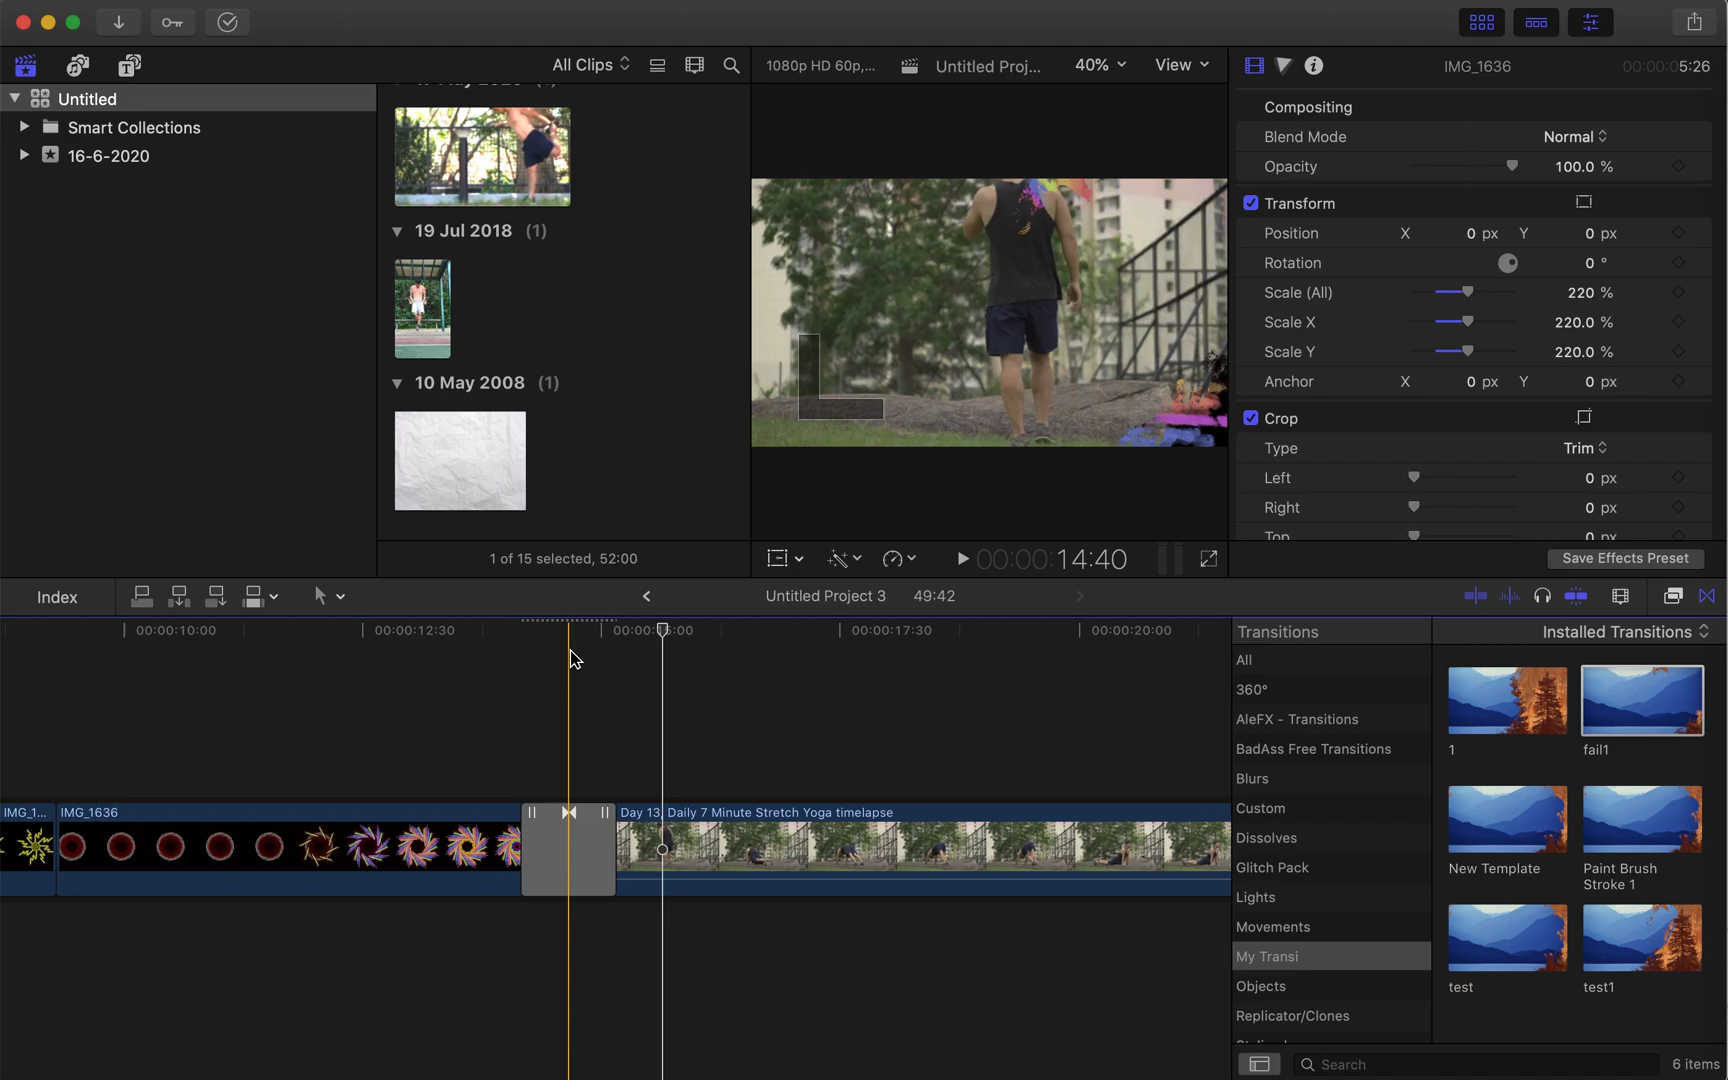 All Clips
1080p HD 60p,...
Untitled Proj...
40%
View
IMG_1636
00:00:05:26
Untitled
Smart Collections
16-6-2020
19 Jul 2018 (1)
10 May 2008 (1)
1 of 15 selected, 52:00
00:00:14:40
Compositing
Blend Mode Normal
Opacity 100.0 %
Transform
Position X 0 px Y 0 px
Rotation 0 °
Scale (All) 220 %
Scale X 220.0 %
Scale Y 220.0 %
Anchor X 0 px Y 0 px
Crop
Type Trim
Left 0 px
Right 0 px
Top 0 px
Save Effects Preset
Index
Untitled Project 3 49:42
00:00:10:00
00:00:12:30
00:00:15:00
00:00:17:30
00:00:20:00
IMG_1...
IMG_1636
Day 13, Daily 7 Minute Stretch Yoga timelapse
Transitions
Installed Transitions
All
360°
AleFX - Transitions
BadAss Free Transitions
Blurs
Custom
Dissolves
Glitch Pack
Lights
Movements
My Transi
Objects
Replicator/Clones
1
fail1
New Template
Paint Brush
Stroke 1
test
test1
Search
6 items